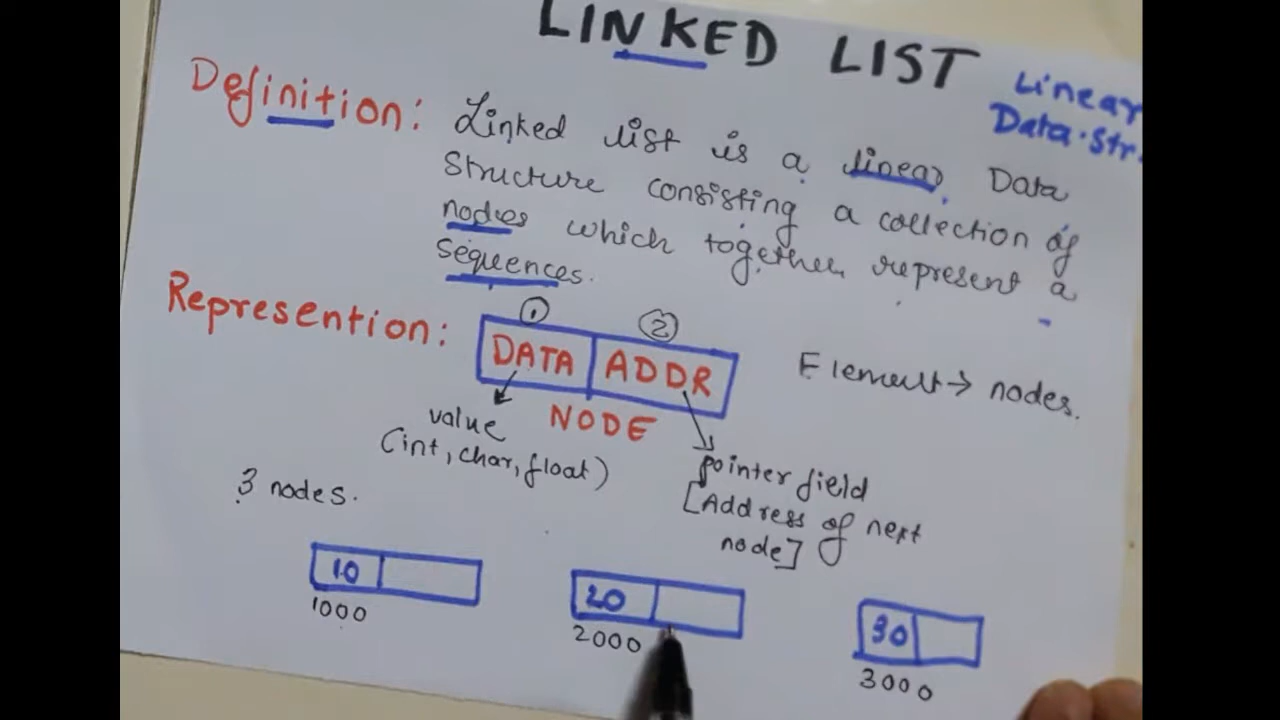 LINKED LIST
Linear
Data.Str.
Definition: Linked list is a linear Data
structure consisting a collection of
nodes which together represent a
sequences.
Represention:
① ②
DATA ADDR
NODE
Element → nodes.
value
(int, char, float)
pointer field
[Address of next
node]
3 nodes.
10
1000
20
2000
30
3000